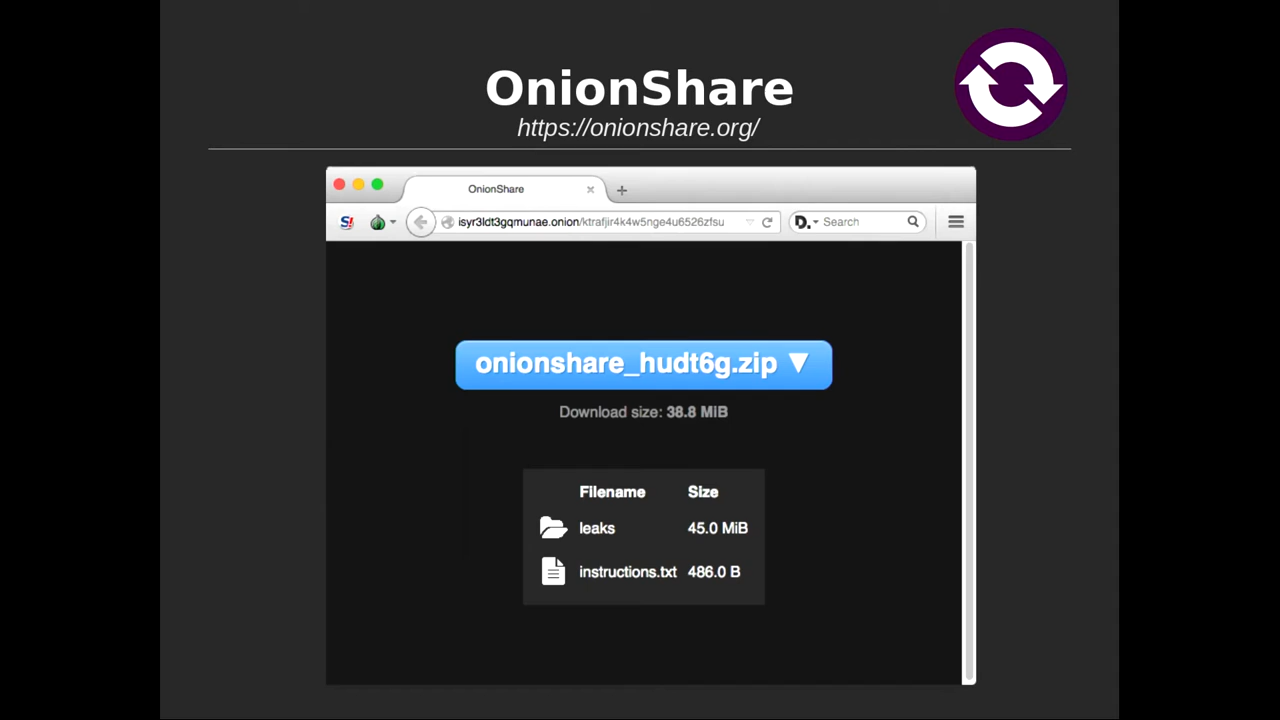 OnionShare
https://onionshare.org/
OnionShare
isyr3ldt3gqmunae.onion/ktrafjir4k4w5nge4u6526zfsu
Search
onionshare_hudt6g.zip ▼
Download size: 38.8 MiB
Filename Size
leaks 45.0 MiB
instructions.txt 486.0 B